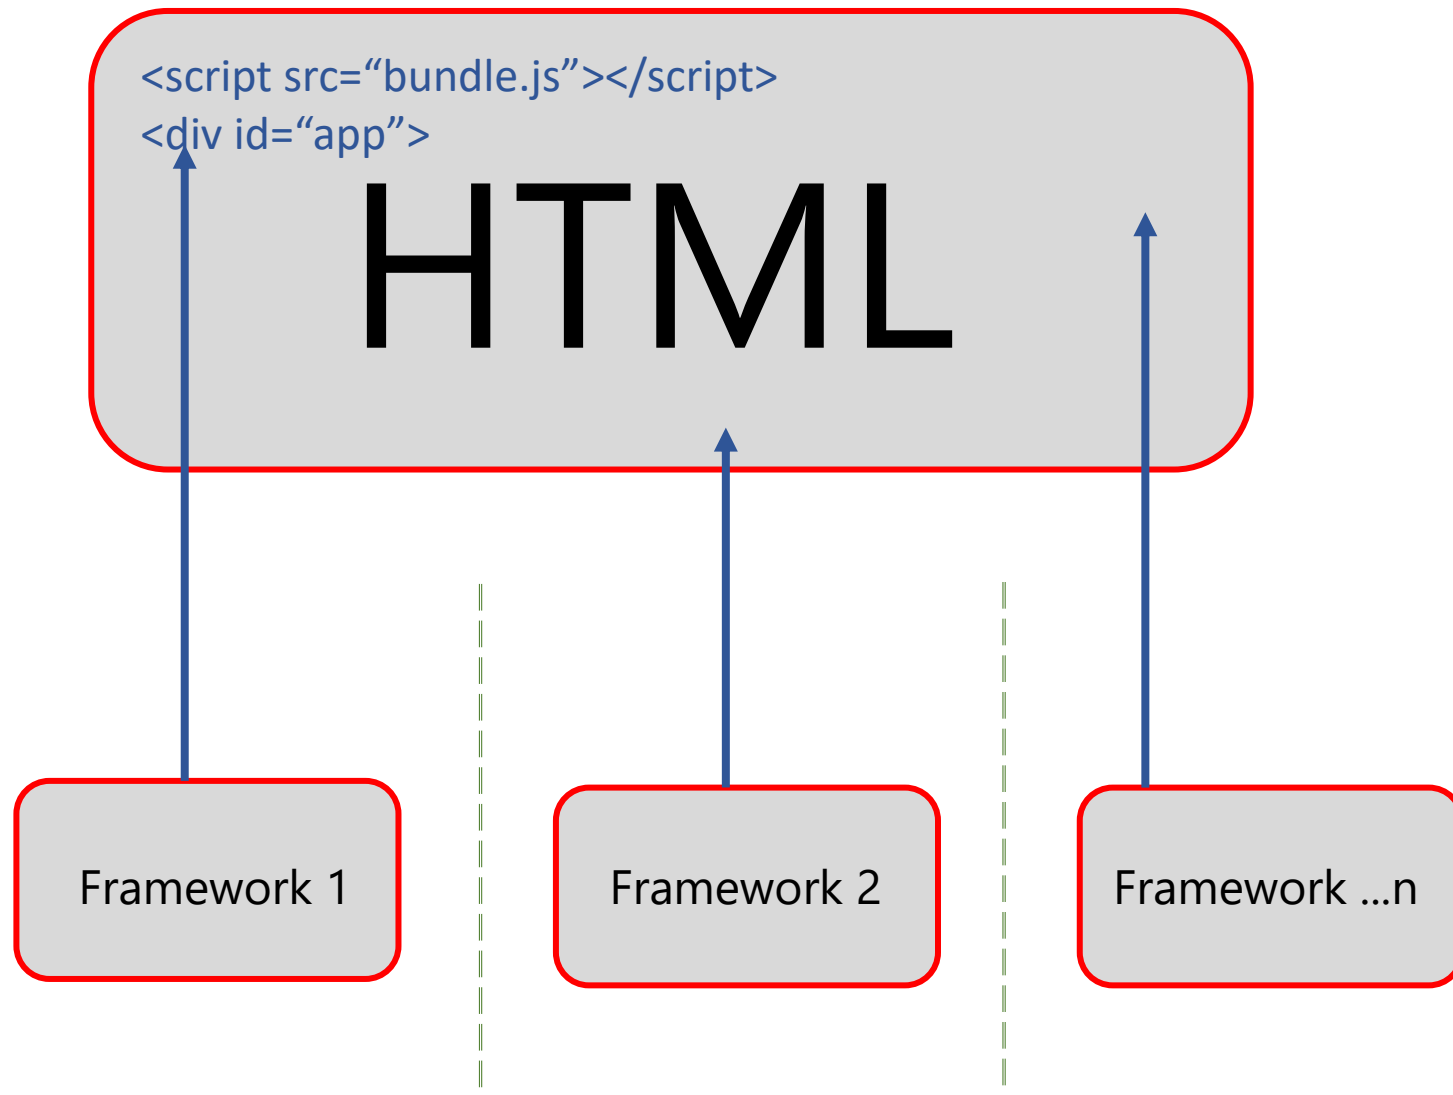 <script src=“bundle.js”></script>
<div id=“app”>
HTML
Framework 1
Framework 2
Framework ...n